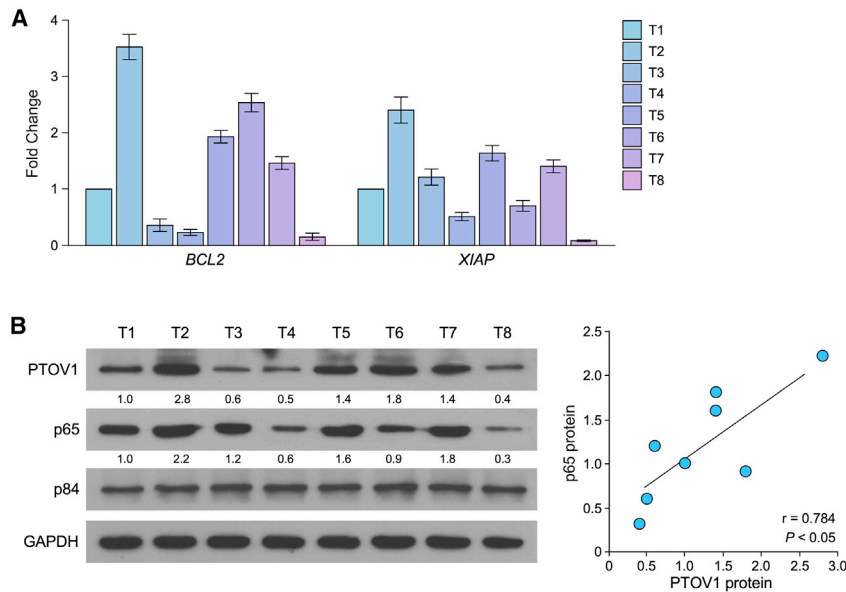 A
4
3
2
1
0
Fold Change
BCL2
XIAP
T1
T2
T3
T4
T5
T6
T7
T8
B
T1 T2 T3 T4 T5 T6 T7 T8
PTOV1
1.0 2.8 0.6 0.5 1.4 1.8 1.4 0.4
p65
1.0 2.2 1.2 0.6 1.6 0.9 1.8 0.3
p84
GAPDH
2.5
2.0
1.5
1.0
0.5
0
p65 protein
r = 0.784
P < 0.05
0 0.5 1.0 1.5 2.0 2.5 3.0
PTOV1 protein